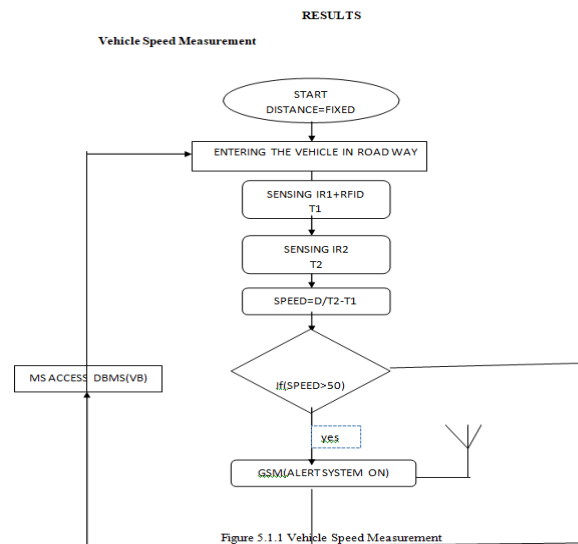 RESULTS
Vehicle Speed Measurement
START
DISTANCE=FIXED
ENTERING THE VEHICLE IN ROAD WAY
SENSING IR1+RFID
T1
SENSING IR2
T2
SPEED=D/T2-T1
If(SPEED>50)
MS ACCESS DBMS(VB)
yes
GSM(ALERT SYSTEM ON)
Figure 5.1.1 Vehicle Speed Measurement